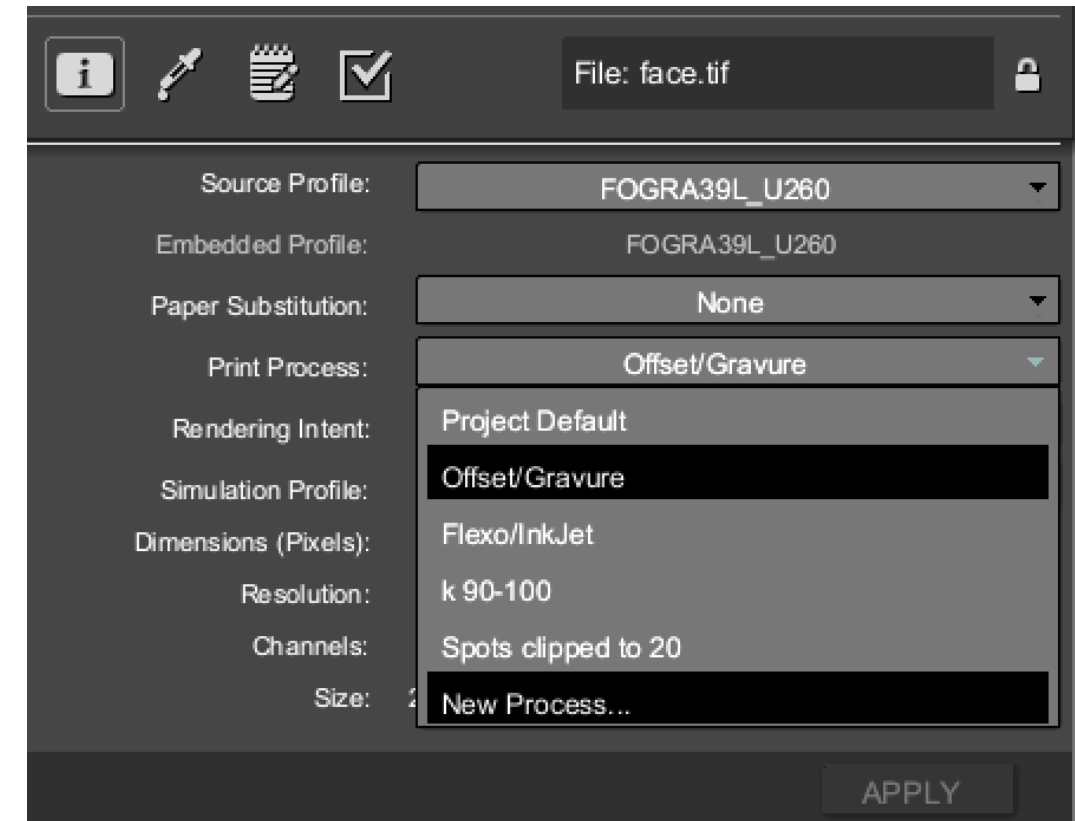 File: face.tif
Source Profile: FOGRA39L_U260
Embedded Profile: FOGRA39L_U260
Paper Substitution: None
Print Process: Offset/Gravure
Project Default
Rendering Intent:
Offset/Gravure
Simulation Profile:
Flexo/InkJet
Dimensions (Pixels):
k 90-100
Resolution:
Channels:
Spots clipped to 20
Size:
New Process...
APPLY